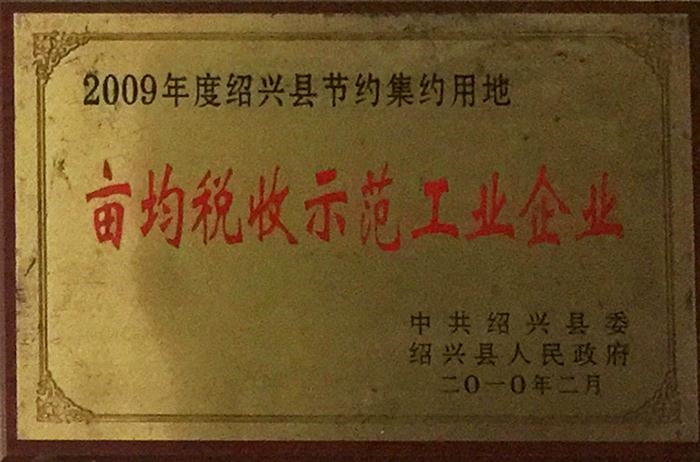 2009年度绍兴县节约集约用地
亩均税收示范工业企业
中共绍兴县委
绍兴县人民政府
二〇一〇年二月